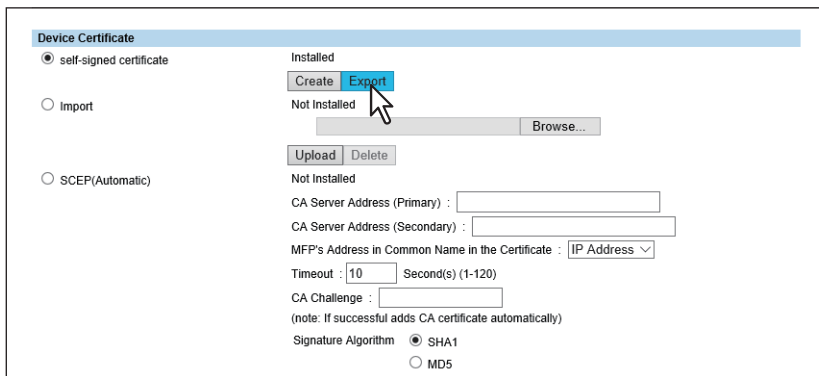 Device Certificate
self-signed certificate Installed
Create Export
Import Not Installed
Browse...
Upload Delete
SCEP(Automatic) Not Installed
CA Server Address (Primary) :
CA Server Address (Secondary) :
MFP's Address in Common Name in the Certificate : IP Address
Timeout : 10 Second(s) (1-120)
CA Challenge :
(note: If successful adds CA certificate automatically)
Signature Algorithm SHA1
MD5